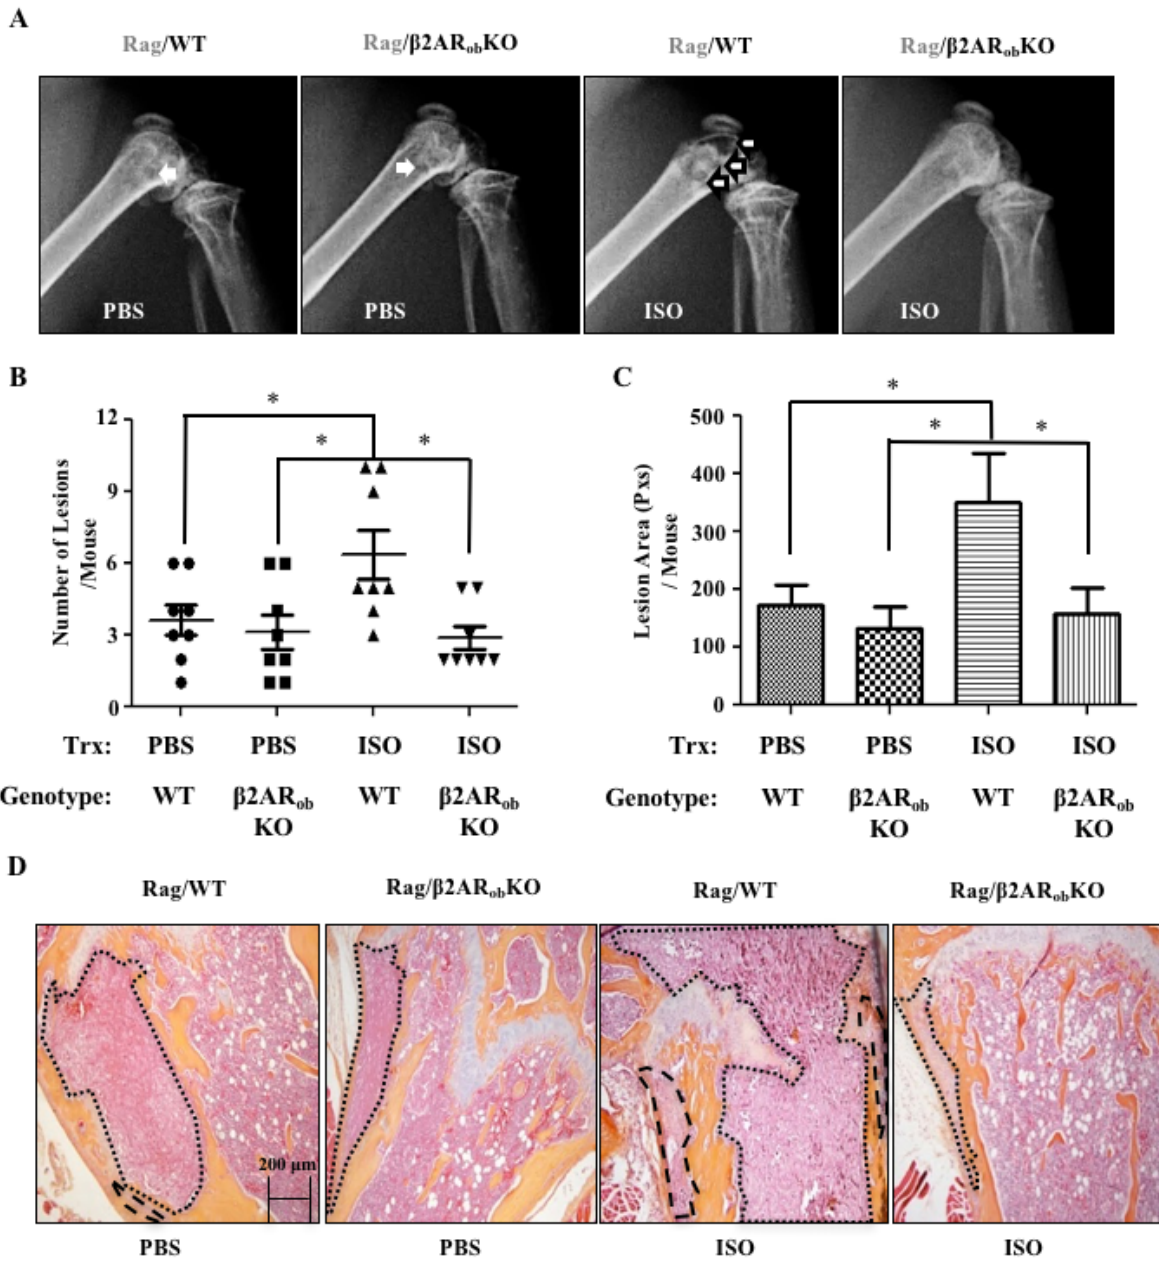 A
Rag/WT
Rag/β2ARobKO
Rag/WT
Rag/β2ARobKO
PBS
PBS
ISO
ISO
B
Number of Lesions
/Mouse
12
9
6
3
0
*
*
*
Trx: PBS PBS ISO ISO
Genotype: WT β2ARob WT β2ARob
KO KO
C
Lesion Area (Pxs)
/ Mouse
500
400
300
200
100
0
*
*
*
Trx: PBS PBS ISO ISO
Genotype: WT β2ARob WT β2ARob
KO KO
D
Rag/WT
Rag/β2ARobKO
Rag/WT
Rag/β2ARobKO
200 μm
PBS
PBS
ISO
ISO